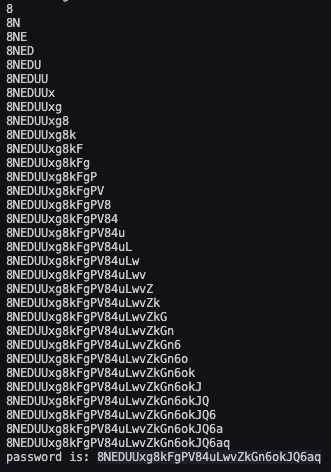 8
8N
8NE
8NED
8NEDU
8NEDUU
8NEDUUx
8NEDUUxg
8NEDUUxg8
8NEDUUxg8k
8NEDUUxg8kF
8NEDUUxg8kFg
8NEDUUxg8kFgP
8NEDUUxg8kFgPV
8NEDUUxg8kFgPV8
8NEDUUxg8kFgPV84
8NEDUUxg8kFgPV84u
8NEDUUxg8kFgPV84uL
8NEDUUxg8kFgPV84uLw
8NEDUUxg8kFgPV84uLwv
8NEDUUxg8kFgPV84uLwvZ
8NEDUUxg8kFgPV84uLwvZk
8NEDUUxg8kFgPV84uLwvZkG
8NEDUUxg8kFgPV84uLwvZkGn
8NEDUUxg8kFgPV84uLwvZkGn6
8NEDUUxg8kFgPV84uLwvZkGn6o
8NEDUUxg8kFgPV84uLwvZkGn6ok
8NEDUUxg8kFgPV84uLwvZkGn6okJ
8NEDUUxg8kFgPV84uLwvZkGn6okJQ
8NEDUUxg8kFgPV84uLwvZkGn6okJQ6
8NEDUUxg8kFgPV84uLwvZkGn6okJQ6a
8NEDUUxg8kFgPV84uLwvZkGn6okJQ6aq
password is: 8NEDUUxg8kFgPV84uLwvZkGn6okJQ6aq